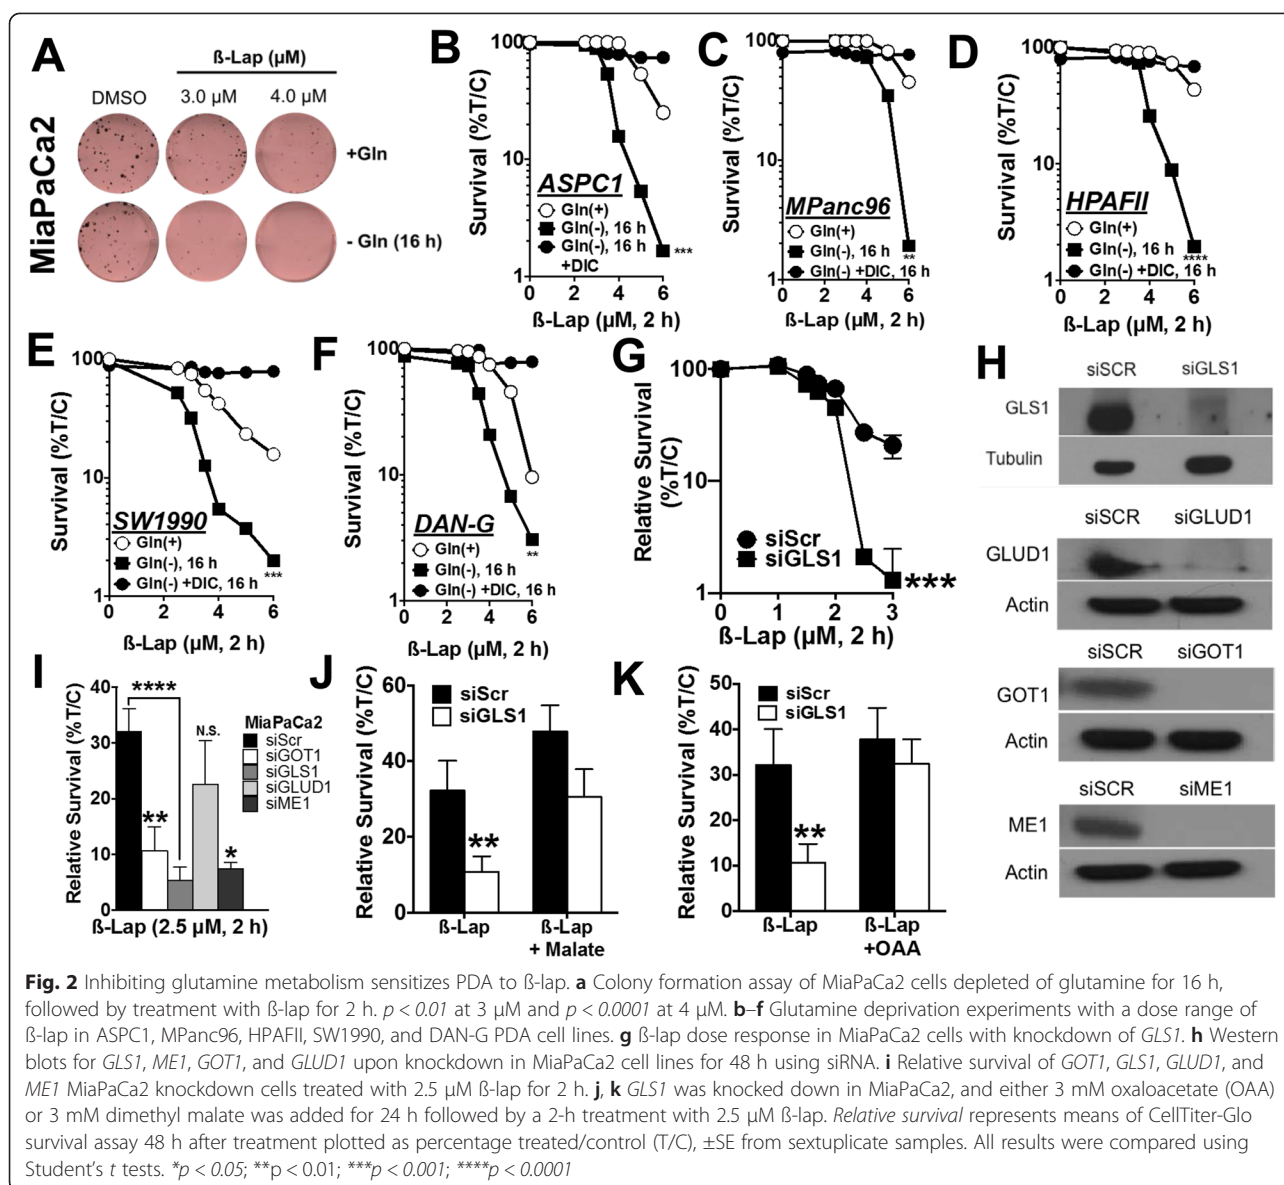 A
MiaPaCa2
ß-Lap (µM)
DMSO
3.0 µM
4.0 µM
+Gln
- Gln (16 h)
B
Survival (%T/C)
100
10
1
ASPC1
Gln(+)
Gln(-), 16 h
Gln(-), 16 h
+DIC
***
0 2 4 6
ß-Lap (µM, 2 h)
C
Survival (%T/C)
100
10
1
MPanc96
Gln(+)
Gln(-), 16 h
Gln(-) +DIC, 16 h
**
0 2 4 6
ß-Lap (µM, 2 h)
D
Survival (%T/C)
100
10
1
HPAFII
Gln(+)
Gln(-), 16 h
Gln(-) +DIC, 16 h
****
0 2 4 6
ß-Lap (µM, 2 h)
E
Survival (%T/C)
100
10
1
SW1990
Gln(+)
Gln(-), 16 h
Gln(-) +DIC, 16 h
***
0 2 4 6
ß-Lap (µM, 2 h)
F
Survival (%T/C)
100
10
1
DAN-G
Gln(+)
Gln(-), 16 h
Gln(-) +DIC, 16 h
**
0 2 4 6
ß-Lap (µM, 2 h)
G
Relative Survival
(%T/C)
100
10
1
siScr
siGLS1
***
0 1 2 3
ß-Lap (µM, 2 h)
H
siSCR siGLS1
GLS1
Tubulin
siSCR siGLUD1
GLUD1
Actin
siSCR siGOT1
GOT1
Actin
siSCR siME1
ME1
Actin
I
Relative Survival (%T/C)
40
30
20
10
0
****
**
N.S.
*
MiaPaCa2
siScr
siGOT1
siGLS1
siGLUD1
siME1
ß-Lap (2.5 µM, 2 h)
J
Relative Survival (%T/C)
60
40
20
0
siScr
siGLS1
**
ß-Lap
ß-Lap
+ Malate
K
Relative Survival (%T/C)
50
40
30
20
10
0
siScr
siGLS1
**
ß-Lap
ß-Lap
+OAA
Fig. 2 Inhibiting glutamine metabolism sensitizes PDA to ß-lap. a Colony formation assay of MiaPaCa2 cells depleted of glutamine for 16 h,
followed by treatment with ß-lap for 2 h. p < 0.01 at 3 µM and p < 0.0001 at 4 µM. b–f Glutamine deprivation experiments with a dose range of
ß-lap in ASPC1, MPanc96, HPAFII, SW1990, and DAN-G PDA cell lines. g ß-lap dose response in MiaPaCa2 cells with knockdown of GLS1. h Western
blots for GLS1, ME1, GOT1, and GLUD1 upon knockdown in MiaPaCa2 cell lines for 48 h using siRNA. i Relative survival of GOT1, GLS1, GLUD1, and
ME1 MiaPaCa2 knockdown cells treated with 2.5 µM ß-lap for 2 h. j, k GLS1 was knocked down in MiaPaCa2, and either 3 mM oxaloacetate (OAA)
or 3 mM dimethyl malate was added for 24 h followed by a 2-h treatment with 2.5 µM ß-lap. Relative survival represents means of CellTiter-Glo
survival assay 48 h after treatment plotted as percentage treated/control (T/C), ±SE from sextuplicate samples. All results were compared using
Student's t tests. *p < 0.05; **p < 0.01; ***p < 0.001; ****p < 0.0001